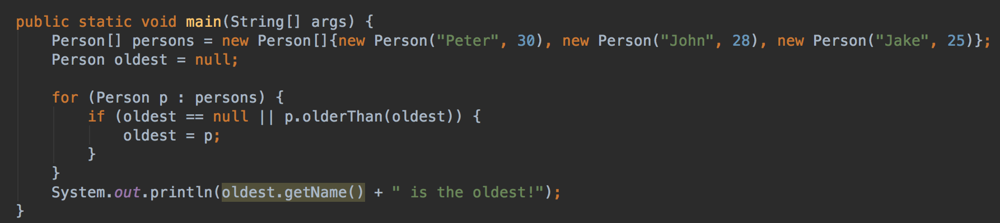 public static void main(String[] args) {
    Person[] persons = new Person[]{new Person("Peter", 30), new Person("John", 28), new Person("Jake", 25)};
    Person oldest = null;

    for (Person p : persons) {
        if (oldest == null || p.olderThan(oldest)) {
            oldest = p;
        }
    }
    System.out.println(oldest.getName() + " is the oldest!");
}